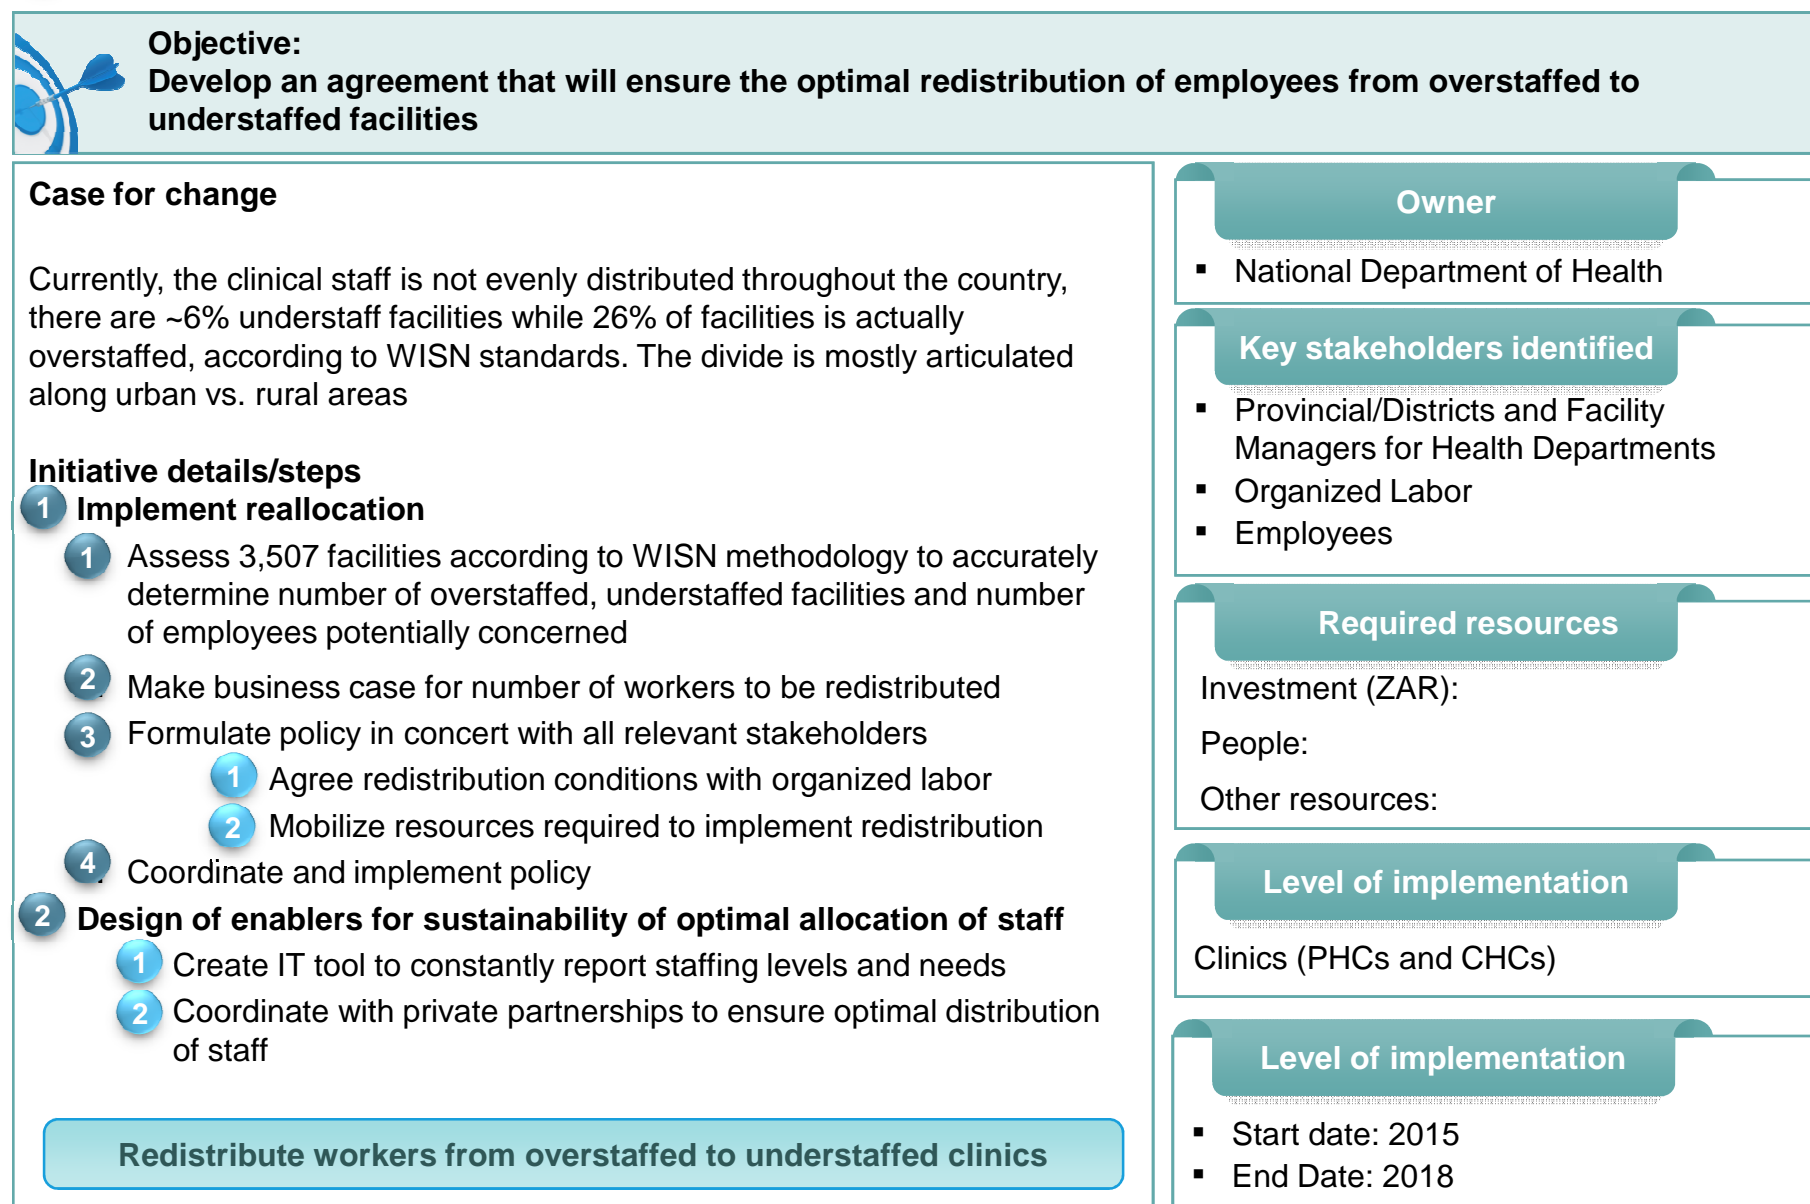 Objective:
Develop an agreement that will ensure the optimal redistribution of employees from overstaffed to
understaffed facilities
Case for change
Currently, the clinical staff is not evenly distributed throughout the country,
there are ~6% understaff facilities while 26% of facilities is actually
overstaffed, according to WISN standards. The divide is mostly articulated
along urban vs. rural areas
Initiative details/steps
1 Implement reallocation
1 Assess 3,507 facilities according to WISN methodology to accurately
determine number of overstaffed, understaffed facilities and number
of employees potentially concerned
2 Make business case for number of workers to be redistributed
3 Formulate policy in concert with all relevant stakeholders
1 Agree redistribution conditions with organized labor
2 Mobilize resources required to implement redistribution
4 Coordinate and implement policy
2 Design of enablers for sustainability of optimal allocation of staff
1 Create IT tool to constantly report staffing levels and needs
2 Coordinate with private partnerships to ensure optimal distribution
of staff
Redistribute workers from overstaffed to understaffed clinics
Owner
▪ National Department of Health
Key stakeholders identified
▪ Provincial/Districts and Facility
Managers for Health Departments
▪ Organized Labor
▪ Employees
Required resources
Investment (ZAR):
People:
Other resources:
Level of implementation
Clinics (PHCs and CHCs)
Level of implementation
▪ Start date: 2015
▪ End Date: 2018